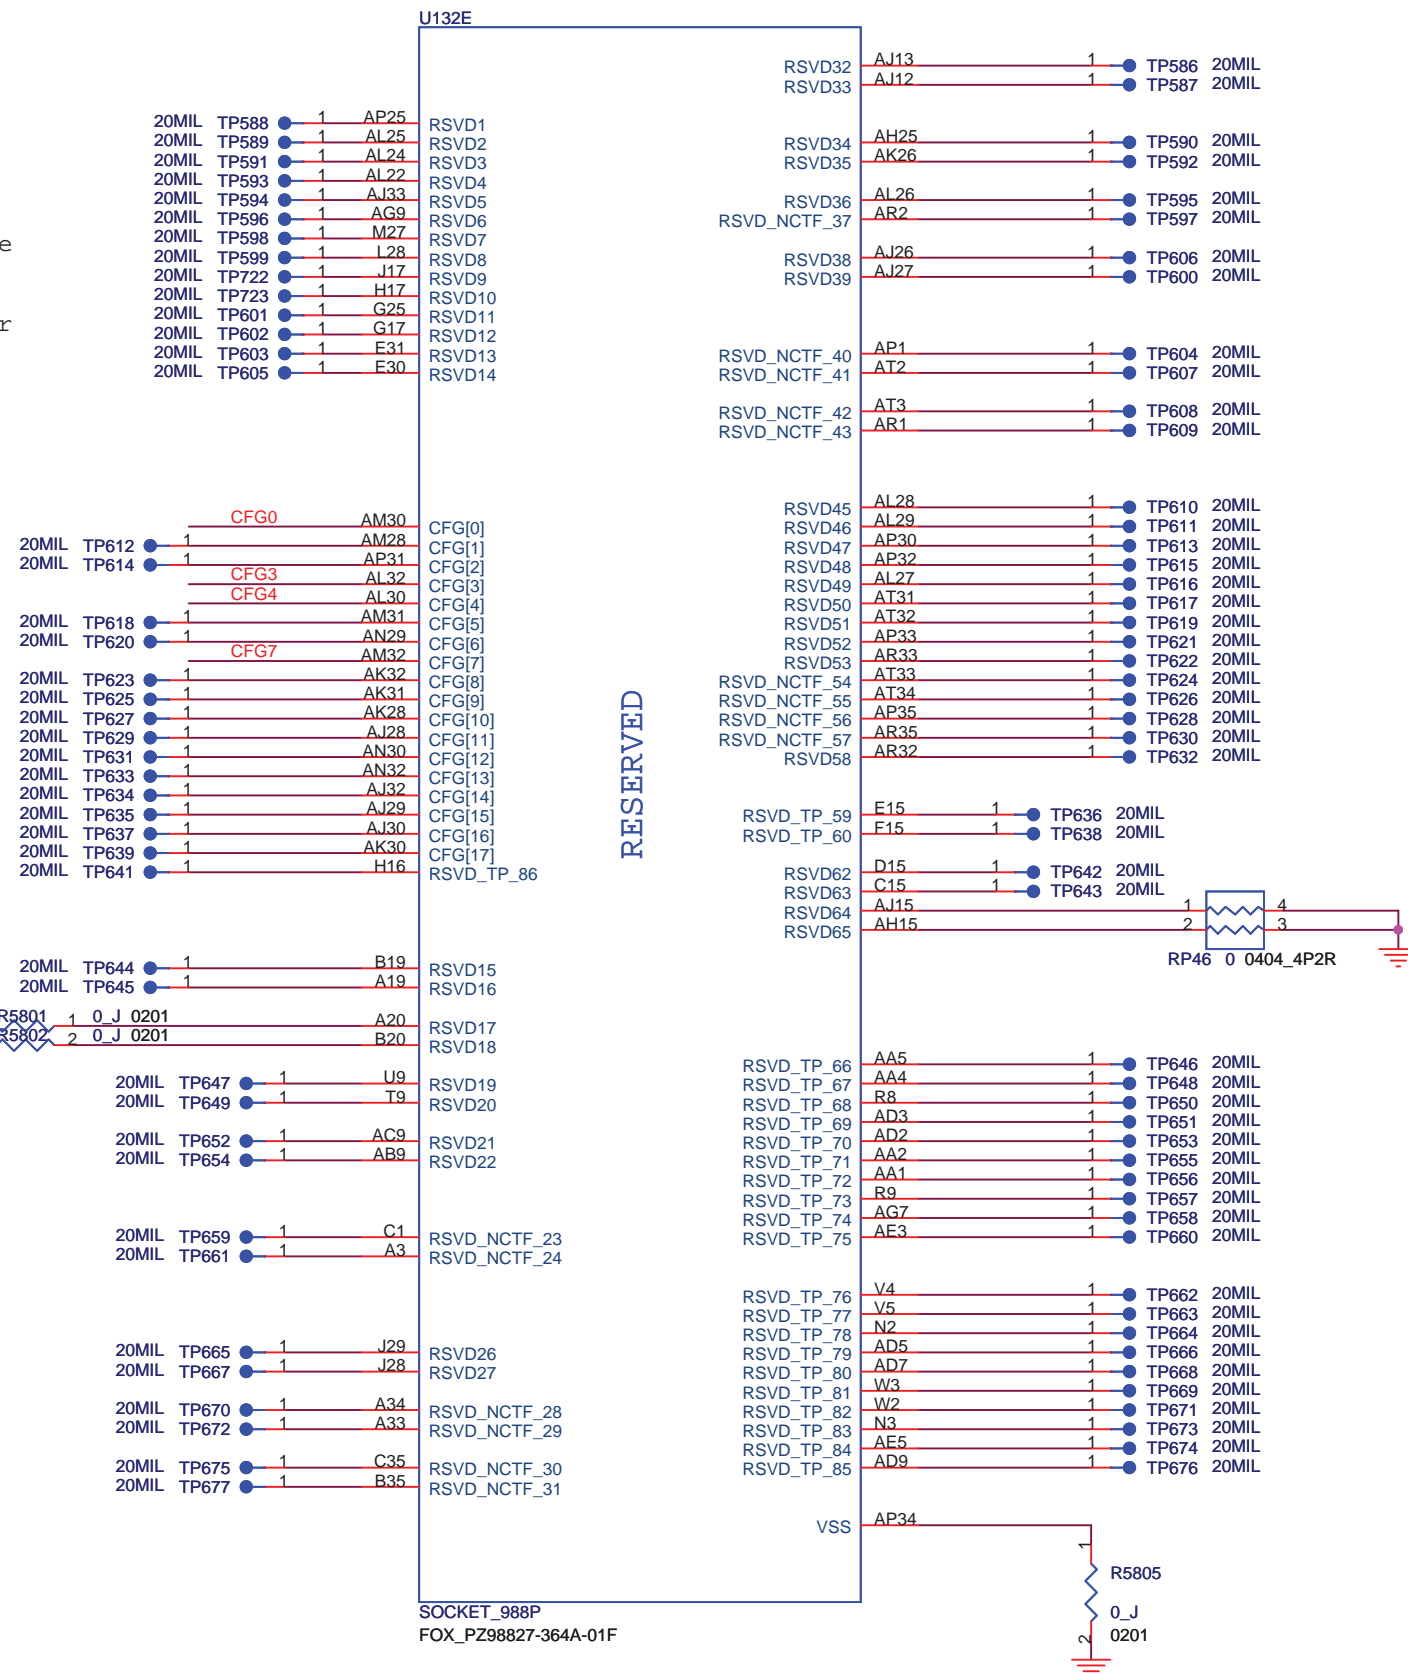 U132E
RSVD32 AJ13 1 TP586 20MIL
RSVD33 AJ12 1 TP587 20MIL
20MIL TP588 1 AP25 RSVD1
20MIL TP589 1 AL25 RSVD2 RSVD34 AH25 1 TP590 20MIL
20MIL TP591 1 AL24 RSVD3 RSVD35 AK26 1 TP592 20MIL
20MIL TP593 1 AL22 RSVD4
20MIL TP594 1 AJ33 RSVD5 RSVD36 AL26 1 TP595 20MIL
20MIL TP596 1 AG9 RSVD6 RSVD_NCTF_37 AR2 1 TP597 20MIL
e 20MIL TP598 1 M27 RSVD7
20MIL TP599 1 L28 RSVD8 RSVD38 AJ26 1 TP606 20MIL
20MIL TP722 1 J17 RSVD9 RSVD39 AJ27 1 TP600 20MIL
20MIL TP723 1 H17 RSVD10
20MIL TP601 1 G25 RSVD11
r 20MIL TP602 1 G17 RSVD12
20MIL TP603 1 E31 RSVD13 RSVD_NCTF_40 AP1 1 TP604 20MIL
20MIL TP605 1 E30 RSVD14 RSVD_NCTF_41 AT2 1 TP607 20MIL
RSVD_NCTF_42 AT3 1 TP608 20MIL
RSVD_NCTF_43 AR1 1 TP609 20MIL
RSVD45 AL28 1 TP610 20MIL
CFG0 AM30 CFG[0] RSVD46 AL29 1 TP611 20MIL
20MIL TP612 1 AM28 CFG[1] RSVD47 AP30 1 TP613 20MIL
20MIL TP614 1 AP31 CFG[2] RSVD48 AP32 1 TP615 20MIL
CFG3 AL32 CFG[3] RSVD49 AL27 1 TP616 20MIL
CFG4 AL30 CFG[4] RSVD50 AT31 1 TP617 20MIL
20MIL TP618 1 AM31 CFG[5] RSVD51 AT32 1 TP619 20MIL
20MIL TP620 1 AN29 CFG[6] RSVD52 AP33 1 TP621 20MIL
CFG7 AM32 CFG[7] RSVD53 AR33 1 TP622 20MIL
20MIL TP623 1 AK32 CFG[8] RSVD_NCTF_54 AT33 1 TP624 20MIL
20MIL TP625 1 AK31 CFG[9] RSVD_NCTF_55 AT34 1 TP626 20MIL
20MIL TP627 1 AK28 CFG[10] RSVD_NCTF_56 AP35 1 TP628 20MIL
20MIL TP629 1 AJ28 CFG[11] RSVD_NCTF_57 AR35 1 TP630 20MIL
20MIL TP631 1 AN30 CFG[12] RSVD58 AR32 1 TP632 20MIL
20MIL TP633 1 AN32 CFG[13]
20MIL TP634 1 AJ32 CFG[14]
20MIL TP635 1 AJ29 CFG[15] RSVD_TP_59 E15 1 TP636 20MIL
20MIL TP637 1 AJ30 CFG[16] RSVD_TP_60 F15 1 TP638 20MIL
20MIL TP639 1 AK30 CFG[17]
20MIL TP641 1 H16 RSVD_TP_86 RSVD62 D15 1 TP642 20MIL
RESERVED
RSVD63 C15 1 TP643 20MIL
RSVD64 AJ15 1 4
RSVD65 AH15 2 3
RP46 0 0404_4P2R
20MIL TP644 1 B19 RSVD15
20MIL TP645 1 A19 RSVD16
R5801 1 0_J 0201 A20 RSVD17
R5802 2 0_J 0201 B20 RSVD18
RSVD_TP_66 AA5 1 TP646 20MIL
20MIL TP647 1 U9 RSVD19 RSVD_TP_67 AA4 1 TP648 20MIL
20MIL TP649 1 T9 RSVD20 RSVD_TP_68 R8 1 TP650 20MIL
RSVD_TP_69 AD3 1 TP651 20MIL
20MIL TP652 1 AC9 RSVD21 RSVD_TP_70 AD2 1 TP653 20MIL
20MIL TP654 1 AB9 RSVD22 RSVD_TP_71 AA2 1 TP655 20MIL
RSVD_TP_72 AA1 1 TP656 20MIL
RSVD_TP_73 R9 1 TP657 20MIL
RSVD_TP_74 AG7 1 TP658 20MIL
20MIL TP659 1 C1 RSVD_NCTF_23 RSVD_TP_75 AE3 1 TP660 20MIL
20MIL TP661 1 A3 RSVD_NCTF_24
RSVD_TP_76 V4 1 TP662 20MIL
RSVD_TP_77 V5 1 TP663 20MIL
RSVD_TP_78 N2 1 TP664 20MIL
20MIL TP665 1 J29 RSVD26 RSVD_TP_79 AD5 1 TP666 20MIL
20MIL TP667 1 J28 RSVD27 RSVD_TP_80 AD7 1 TP668 20MIL
RSVD_TP_81 W3 1 TP669 20MIL
20MIL TP670 1 A34 RSVD_NCTF_28 RSVD_TP_82 W2 1 TP671 20MIL
20MIL TP672 1 A33 RSVD_NCTF_29 RSVD_TP_83 N3 1 TP673 20MIL
RSVD_TP_84 AE5 1 TP674 20MIL
20MIL TP675 1 C35 RSVD_NCTF_30 RSVD_TP_85 AD9 1 TP676 20MIL
20MIL TP677 1 B35 RSVD_NCTF_31
VSS AP34
1
R5805
0_J
2 0201
SOCKET_988P
FOX_PZ98827-364A-01F